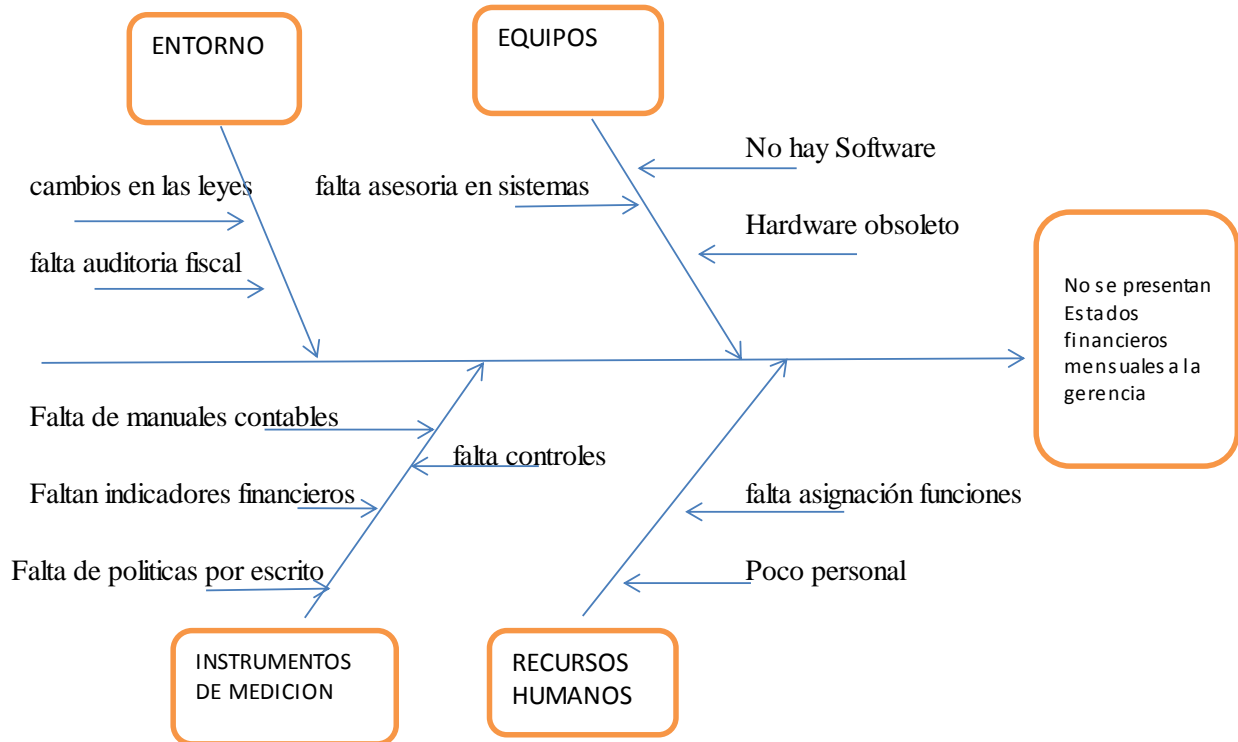 ENTORNO
EQUIPOS
No hay Software
cambios en las leyes
falta asesoria en sistemas
Hardware obsoleto
falta auditoria fiscal
No se presentan
Estados
financieros
mensuales a la
gerencia
Falta de manuales contables
falta controles
Faltan indicadores financieros
falta asignación funciones
Falta de politicas por escrito
Poco personal
INSTRUMENTOS
DE MEDICION
RECURSOS
HUMANOS